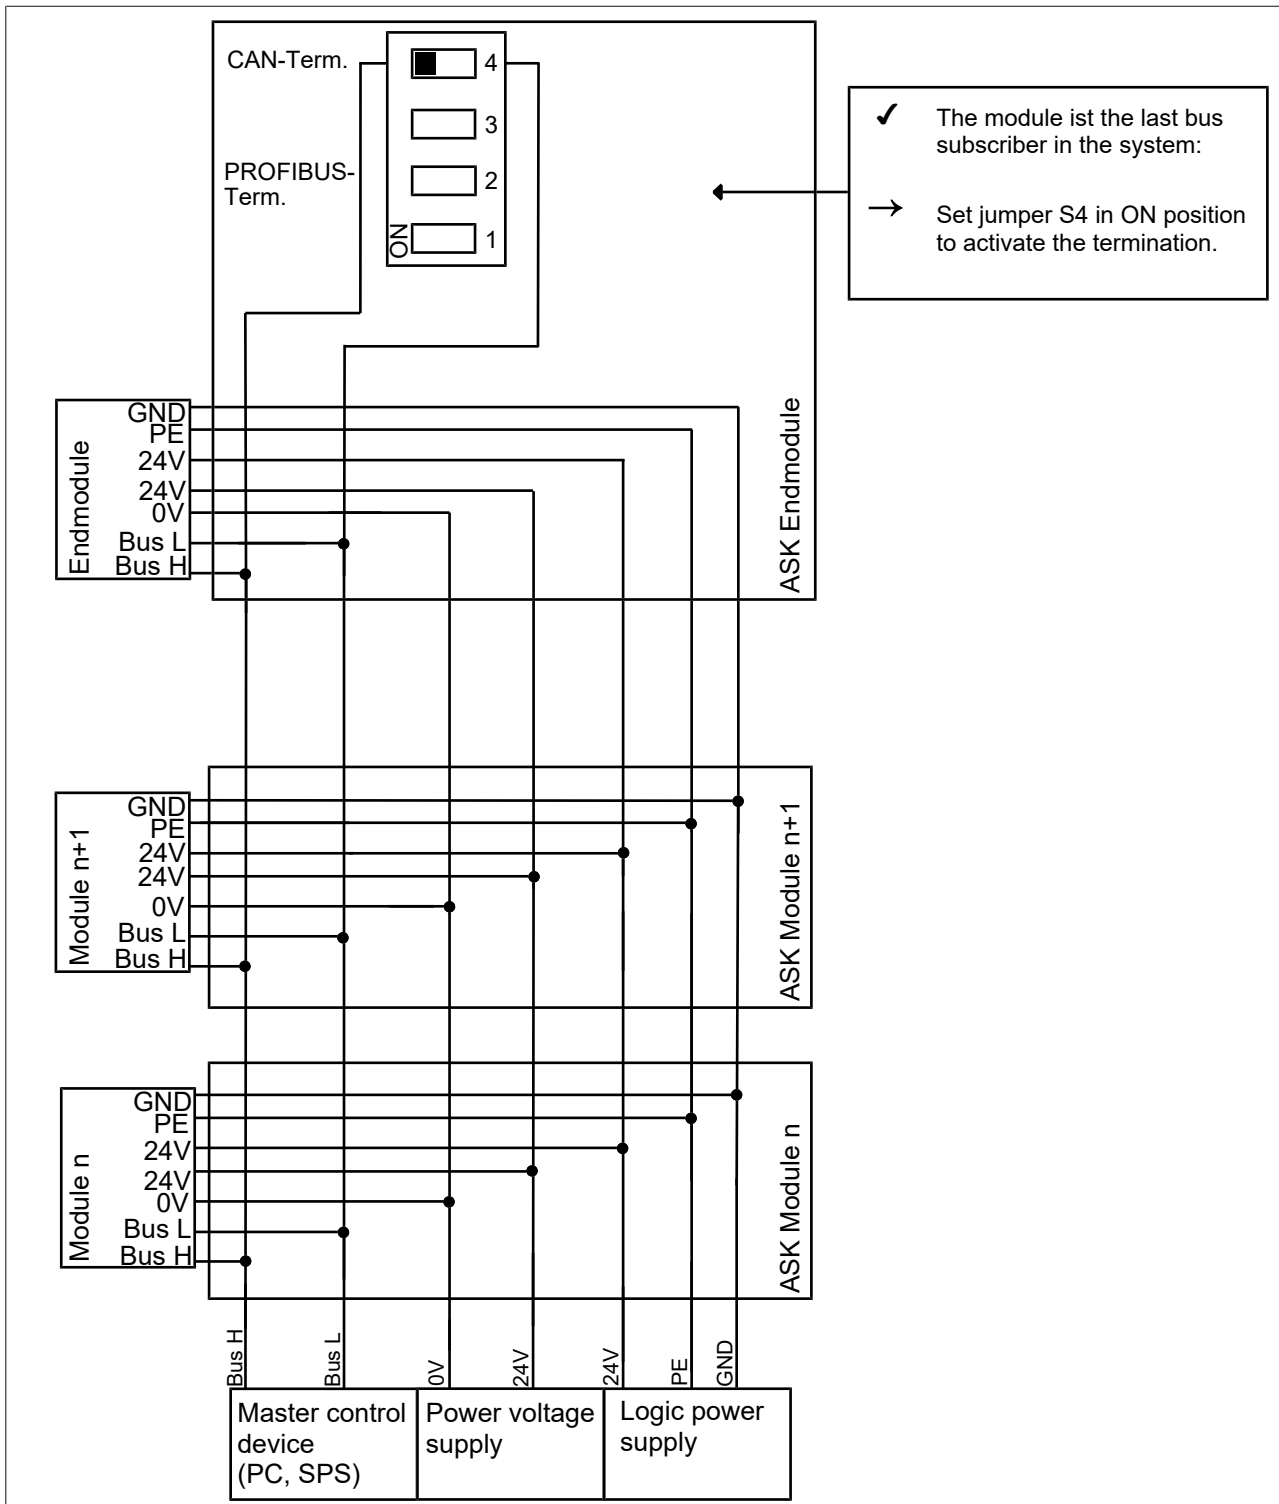 CAN-Term.
4
3
PROFIBUS-
Term.
2
ON
1
✓ The module ist the last bus
subscriber in the system:
→ Set jumper S4 in ON position
to activate the termination.
Endmodule
GND
PE
24V
24V
0V
Bus L
Bus H
ASK Endmodule
Module n+1
GND
PE
24V
24V
0V
Bus L
Bus H
ASK Module n+1
Module n
GND
PE
24V
24V
0V
Bus L
Bus H
ASK Module n
Bus H
Bus L
0V
24V
24V
PE
GND
Master control
device
(PC, SPS)
Power voltage
supply
Logic power
supply